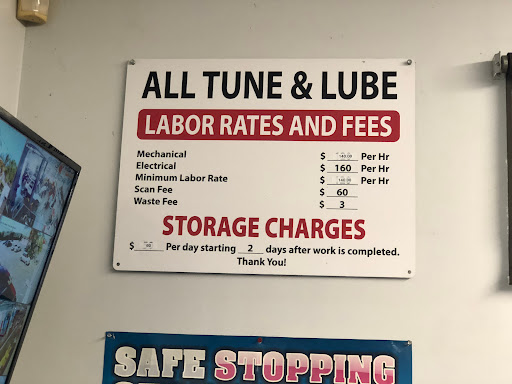 ALL TUNE & LUBE
LABOR RATES AND FEES
Mechanical $ 140.00 Per Hr
Electrical $ 160 Per Hr
Minimum Labor Rate $ Per Hr
Scan Fee $ 60
Waste Fee $ 3
STORAGE CHARGES
$ Per day starting 2 days after work is completed.
Thank You!
SAFE STOPPING